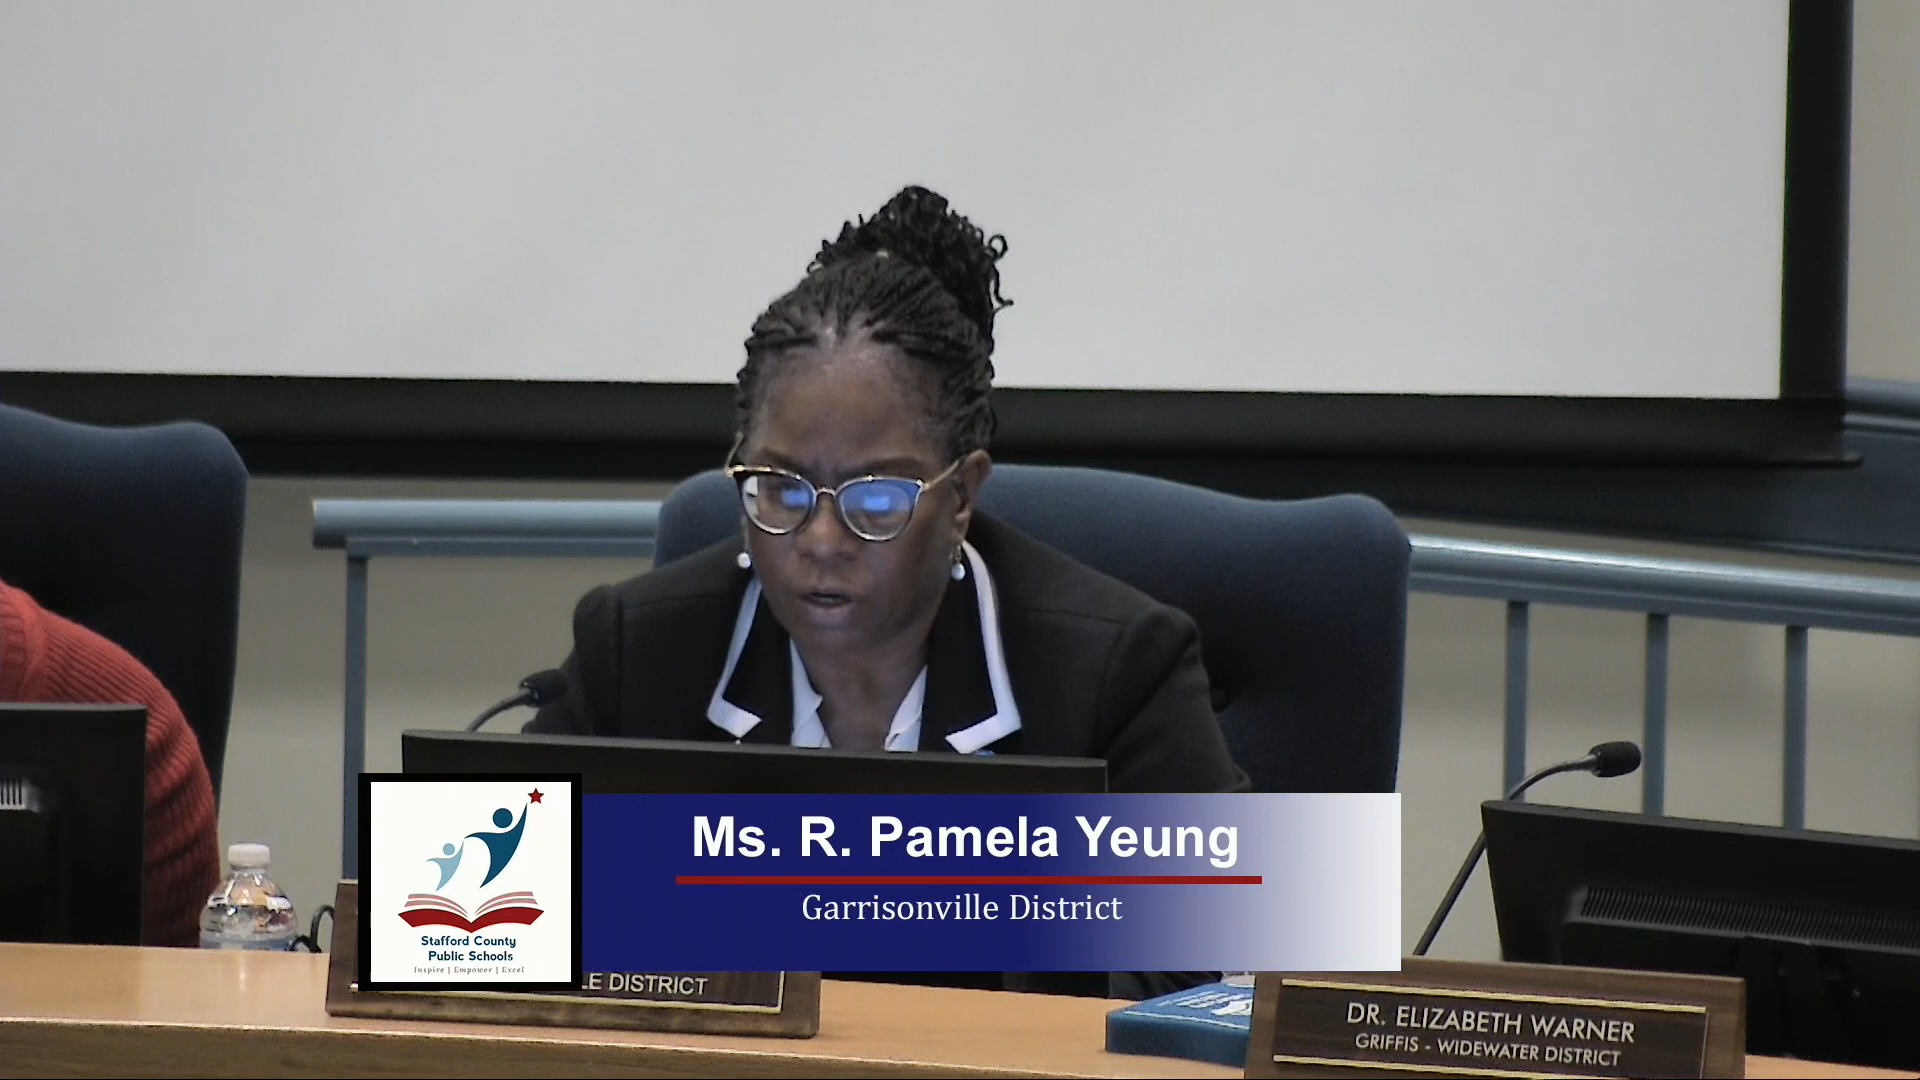 Ms. R. Pamela Yeung
Garrisonville District
Stafford County
Public Schools
Inspire | Empower | Excel
LE DISTRICT
DR. ELIZABETH WARNER
GRIFFIS - WIDEWATER DISTRICT